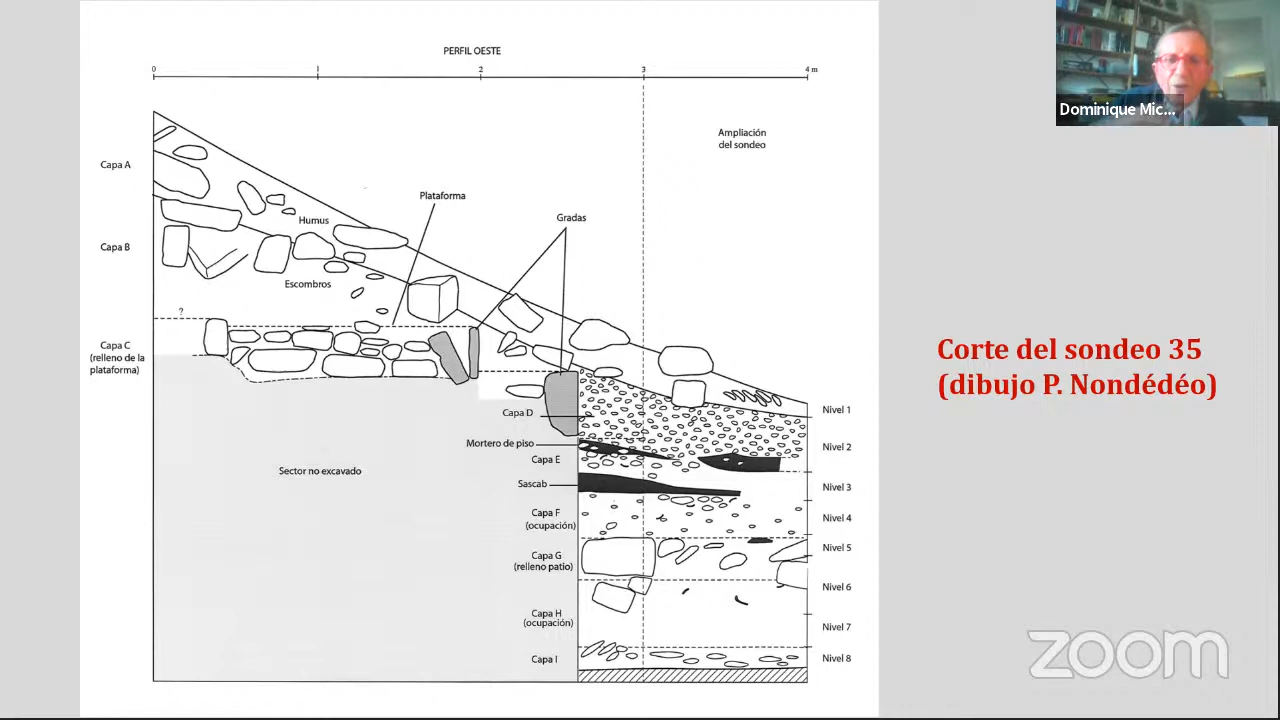 PERFIL OESTE
0 1 2 3 4 m
Dominique Mic...
Ampliación
del sondeo
Capa A
Plataforma
Gradas
Humus
Capa B
Escombros
?
Capa C
(relleno de la
plataforma)
Corte del sondeo 35
(dibujo P. Nondédéo)
Capa D
Nivel 1
Mortero de piso
Nivel 2
Capa E
Sector no excavado
Sascab
Nivel 3
Capa F
(ocupación)
Nivel 4
Nivel 5
Capa G
(relleno patio)
Nivel 6
Capa H
(ocupación)
Nivel 7
Capa I
Nivel 8
zoom